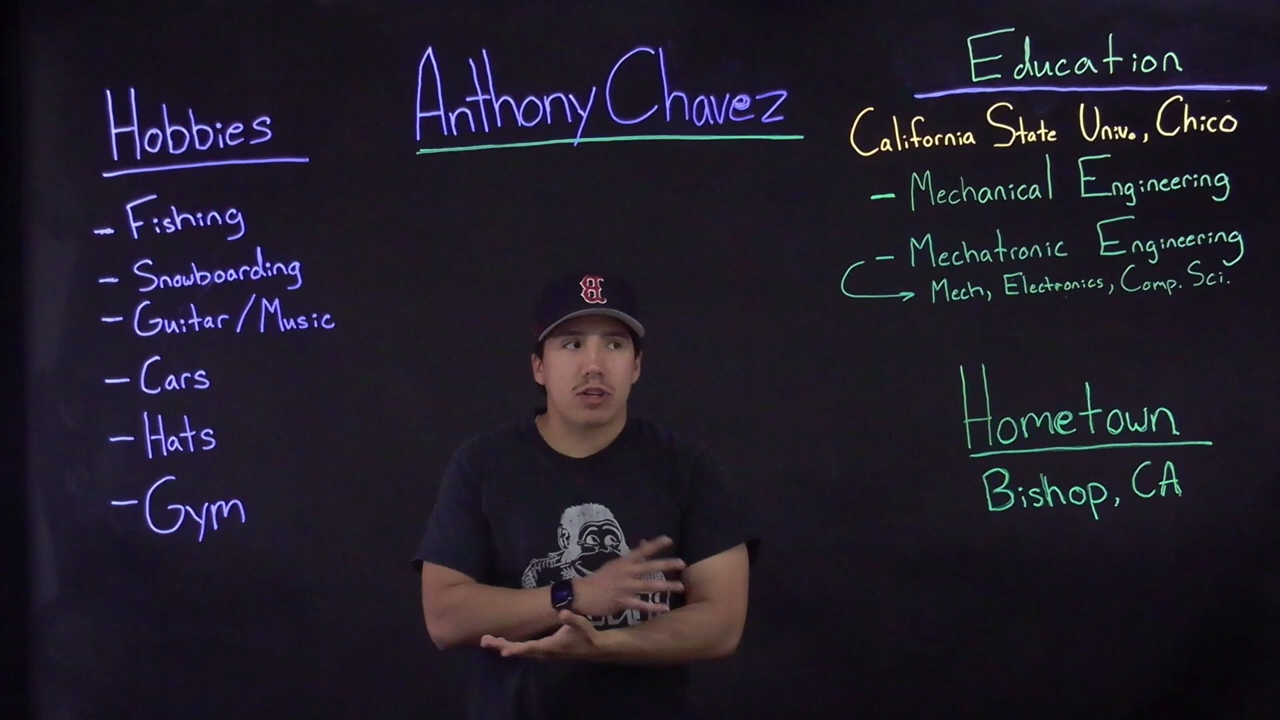 Anthony Chavez
Hobbies
- Fishing
- Snowboarding
- Guitar/Music
- Cars
- Hats
- Gym
Education
California State Univ., Chico
- Mechanical Engineering
- Mechatronic Engineering
Mech, Electronics, Comp. Sci.
Hometown
Bishop, CA
B